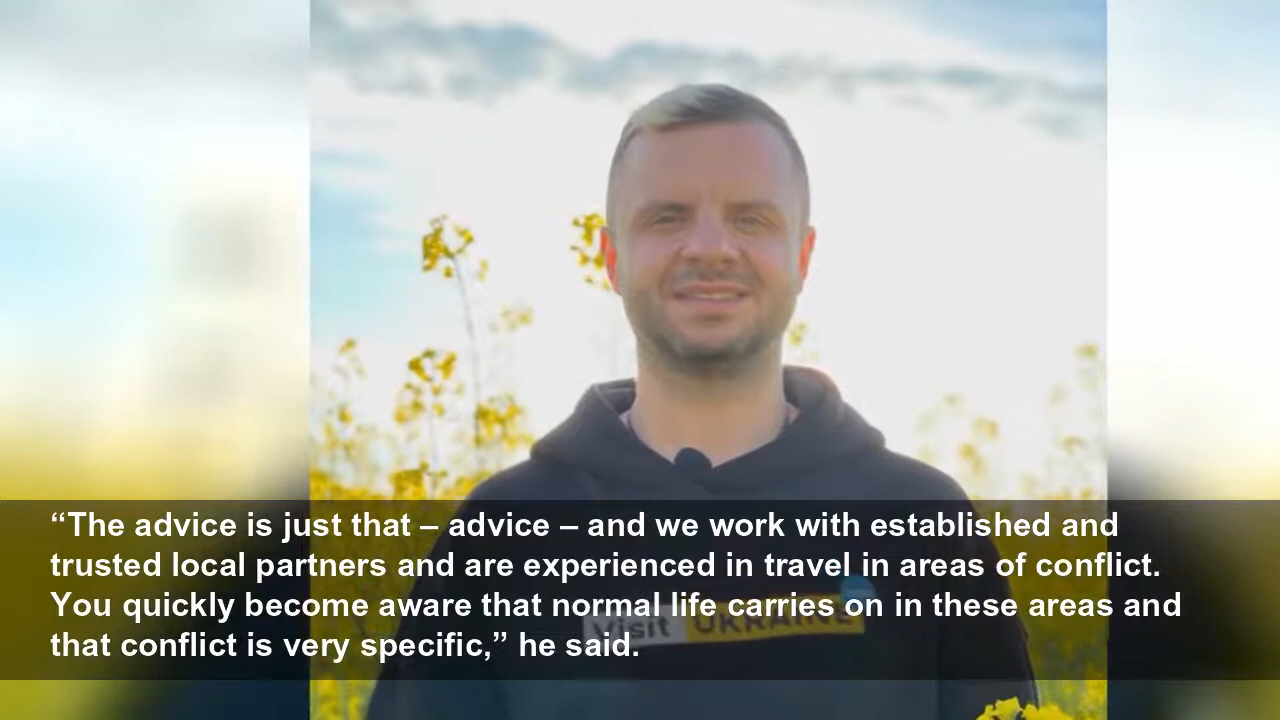 “The advice is just that – advice – and we work with established and
trusted local partners and are experienced in travel in areas of conflict.
You quickly become aware that normal life carries on in these areas and
that conflict is very specific,” he said.
Visit UKRAINE